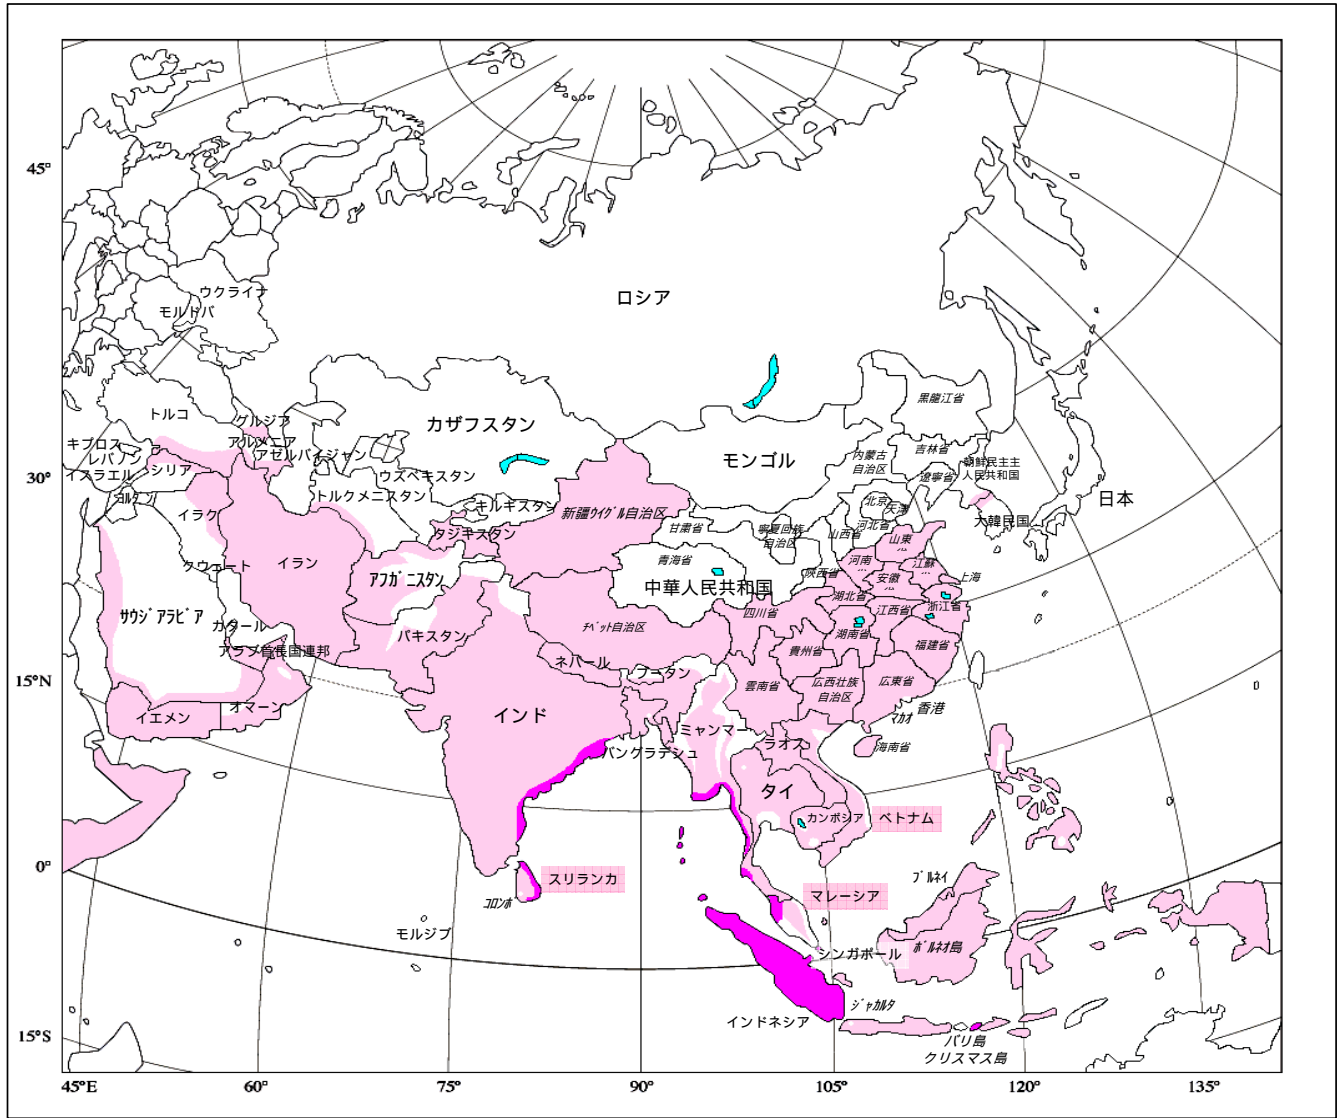 45°
ロシア
ウクライナ
モルドバ
黒龍江省
トルコ
グルジア
カザフスタン
キプロス
アルメニア
レバノン
アゼルバイジャン
モンゴル
内蒙古
自治区
吉林省
朝鮮民主主
人民共和国
30°
イスラエル
シリア
ウズベキスタン
遼寧省
ヨルダン
トルクメニスタン
キルギスタン
北京
天津
日本
イラク
新疆ウイグル自治区
甘粛省
寧夏回族
自治区
山西省
河北省
大韓民国
タジキスタン
山東
青海省
河南
江蘇
クウェート
イラン
アフガニスタン
中華人民共和国
陝西省
安徽
上海
湖北省
サウジアラビア
四川省
江西省
浙江省
カタール
パキスタン
チベット自治区
湖南省
アラブ首長国連邦
貴州省
福建省
ネパール
ブータン
15°N
雲南省
広西壮族
自治区
広東省
イエメン
オマーン
インド
マカオ
香港
ミャンマー
ラオス
海南省
バングラデシュ
タイ
カンボシア
ベトナム
0°
スリランカ
ブルネイ
マレーシア
コロンボ
モルジブ
シンガポール
ボルネオ島
ジャカルタ
インドネシア
15°S
バリ島
クリスマス島
45°E
60°
75°
90°
105°
120°
135°